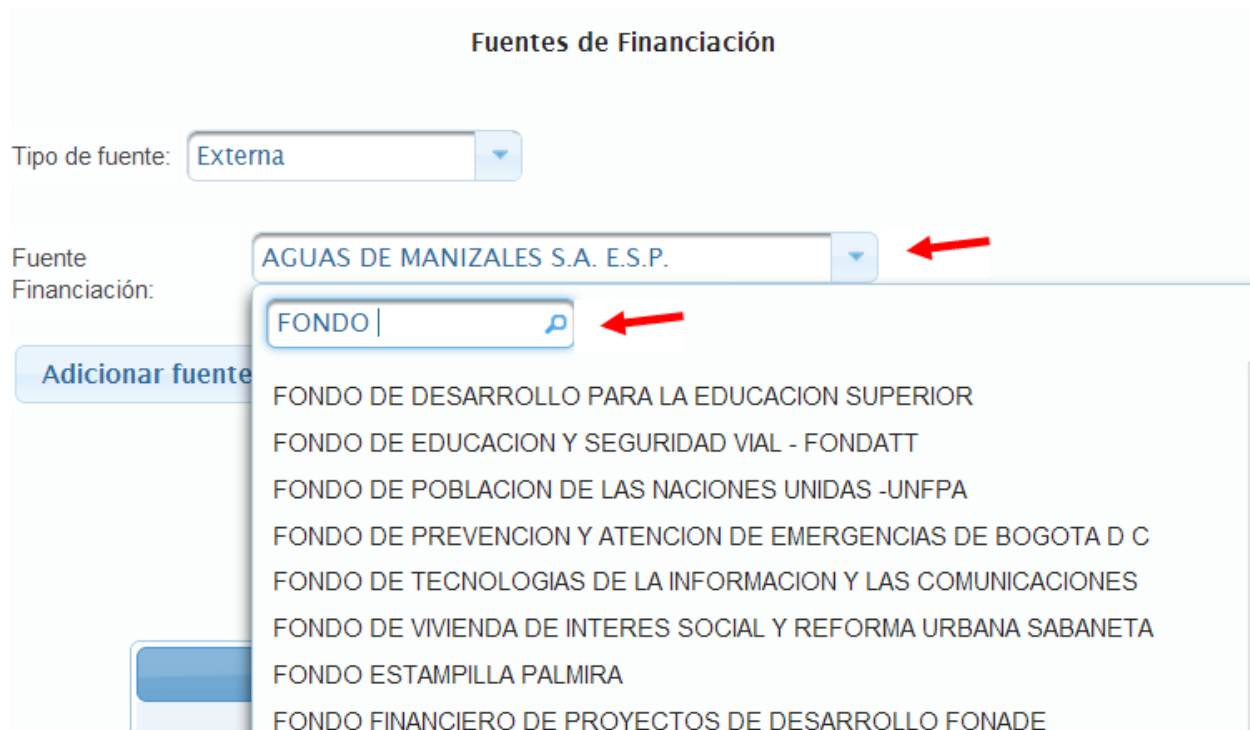 Fuentes de Financiación
Tipo de fuente: Externa
Fuente Financiación:
AGUAS DE MANIZALES S.A. E.S.P.
FONDO
Adicionar fuente
FONDO DE DESARROLLO PARA LA EDUCACION SUPERIOR
FONDO DE EDUCACION Y SEGURIDAD VIAL - FONDATT
FONDO DE POBLACION DE LAS NACIONES UNIDAS -UNFPA
FONDO DE PREVENCION Y ATENCION DE EMERGENCIAS DE BOGOTA D C
FONDO DE TECNOLOGIAS DE LA INFORMACION Y LAS COMUNICACIONES
FONDO DE VIVIENDA DE INTERES SOCIAL Y REFORMA URBANA SABANETA
FONDO ESTAMPILLA PALMIRA
FONDO FINANCIERO DE PROYECTOS DE DESARROLLO FONADE